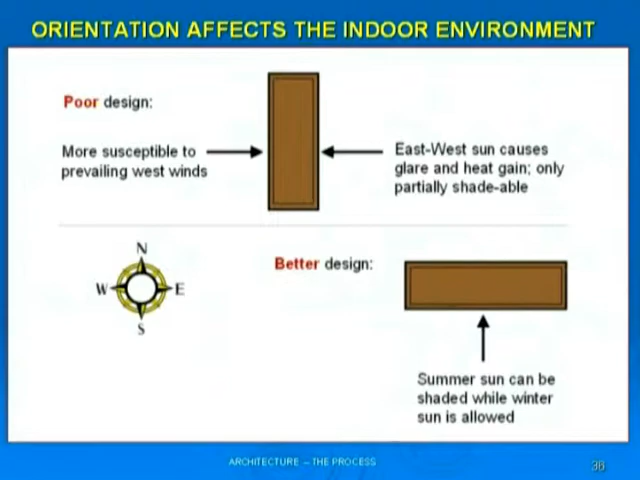 ORIENTATION AFFECTS THE INDOOR ENVIRONMENT
Poor design:
More susceptible to
prevailing west winds
East-West sun causes
glare and heat gain; only
partially shade-able
N
W E
S
Better design:
Summer sun can be
shaded while winter
sun is allowed
ARCHITECTURE – THE PROCESS
36